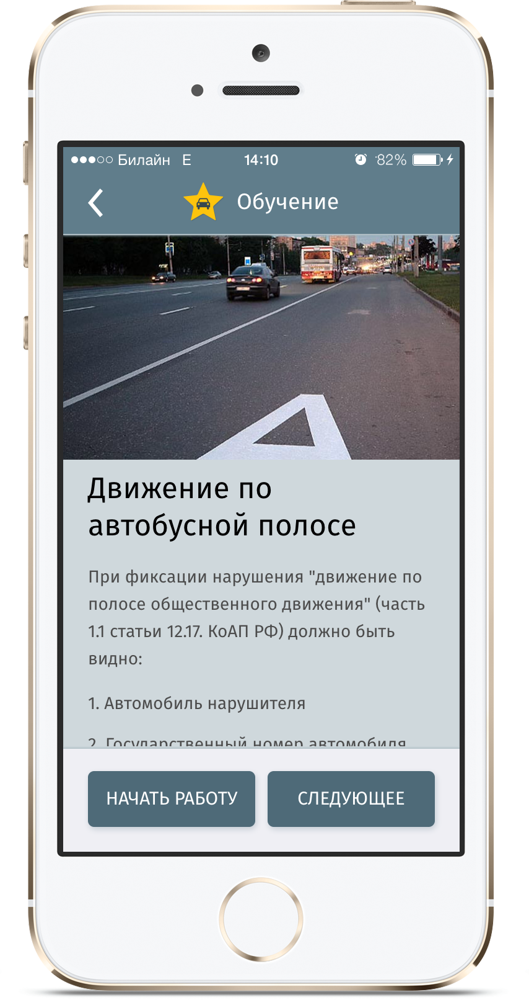 Билайн E 14:10 82%
Обучение
Движение по
автобусной полосе
При фиксации нарушения "движение по
полосе общественного движения" (часть
1.1 статьи 12.17. КоАП РФ) должно быть
видно:
1. Автомобиль нарушителя
2. Государственный номер автомобиля
НАЧАТЬ РАБОТУ СЛЕДУЮЩЕЕ